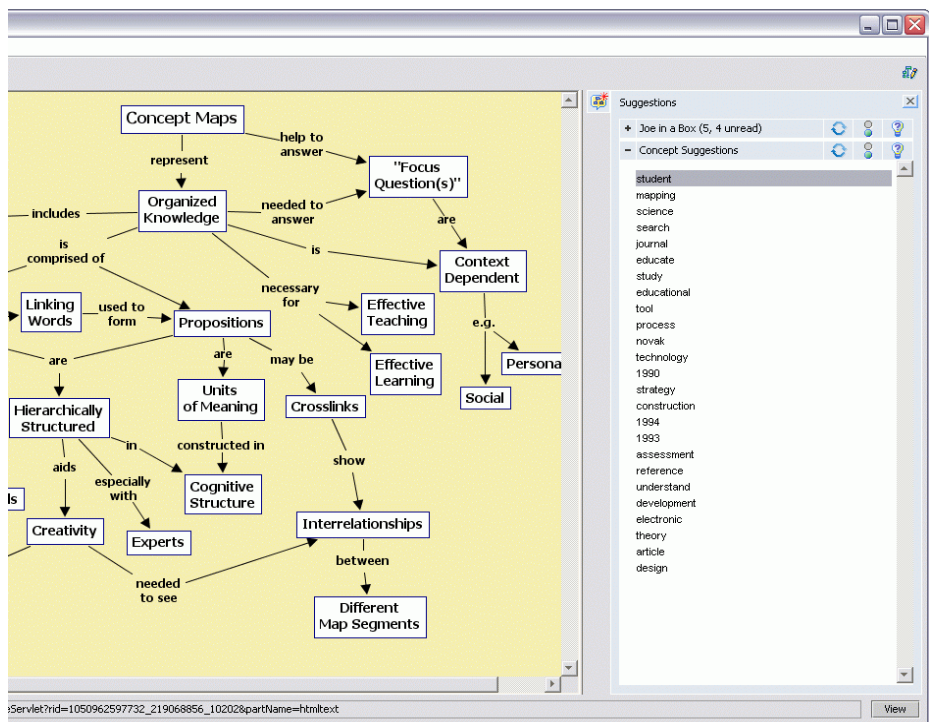 Suggestions
+ Joe in a Box (5, 4 unread)
− Concept Suggestions
Concept Maps
help to
answer
represent
"Focus
Question(s)"
Organized
Knowledge
includes
needed to
answer
are
is
is
comprised of
Context
Dependent
necessary
for
Linking
Words
used to
form
Propositions
Effective
Teaching
e.g.
are
are
may be
Effective
Learning
Persona
Hierarchically
Structured
Units
of Meaning
Crosslinks
Social
in
constructed in
show
aids
especially
with
Cognitive
Structure
ls
Creativity
Experts
Interrelationships
between
needed
to see
Different
Map Segments
student
mapping
science
search
journal
educate
study
educational
tool
process
novak
technology
1990
strategy
construction
1994
1993
assessment
reference
understand
development
electronic
theory
article
design
eServlet?rid=1050962597732_219068856_10202&partName=htmltext
View